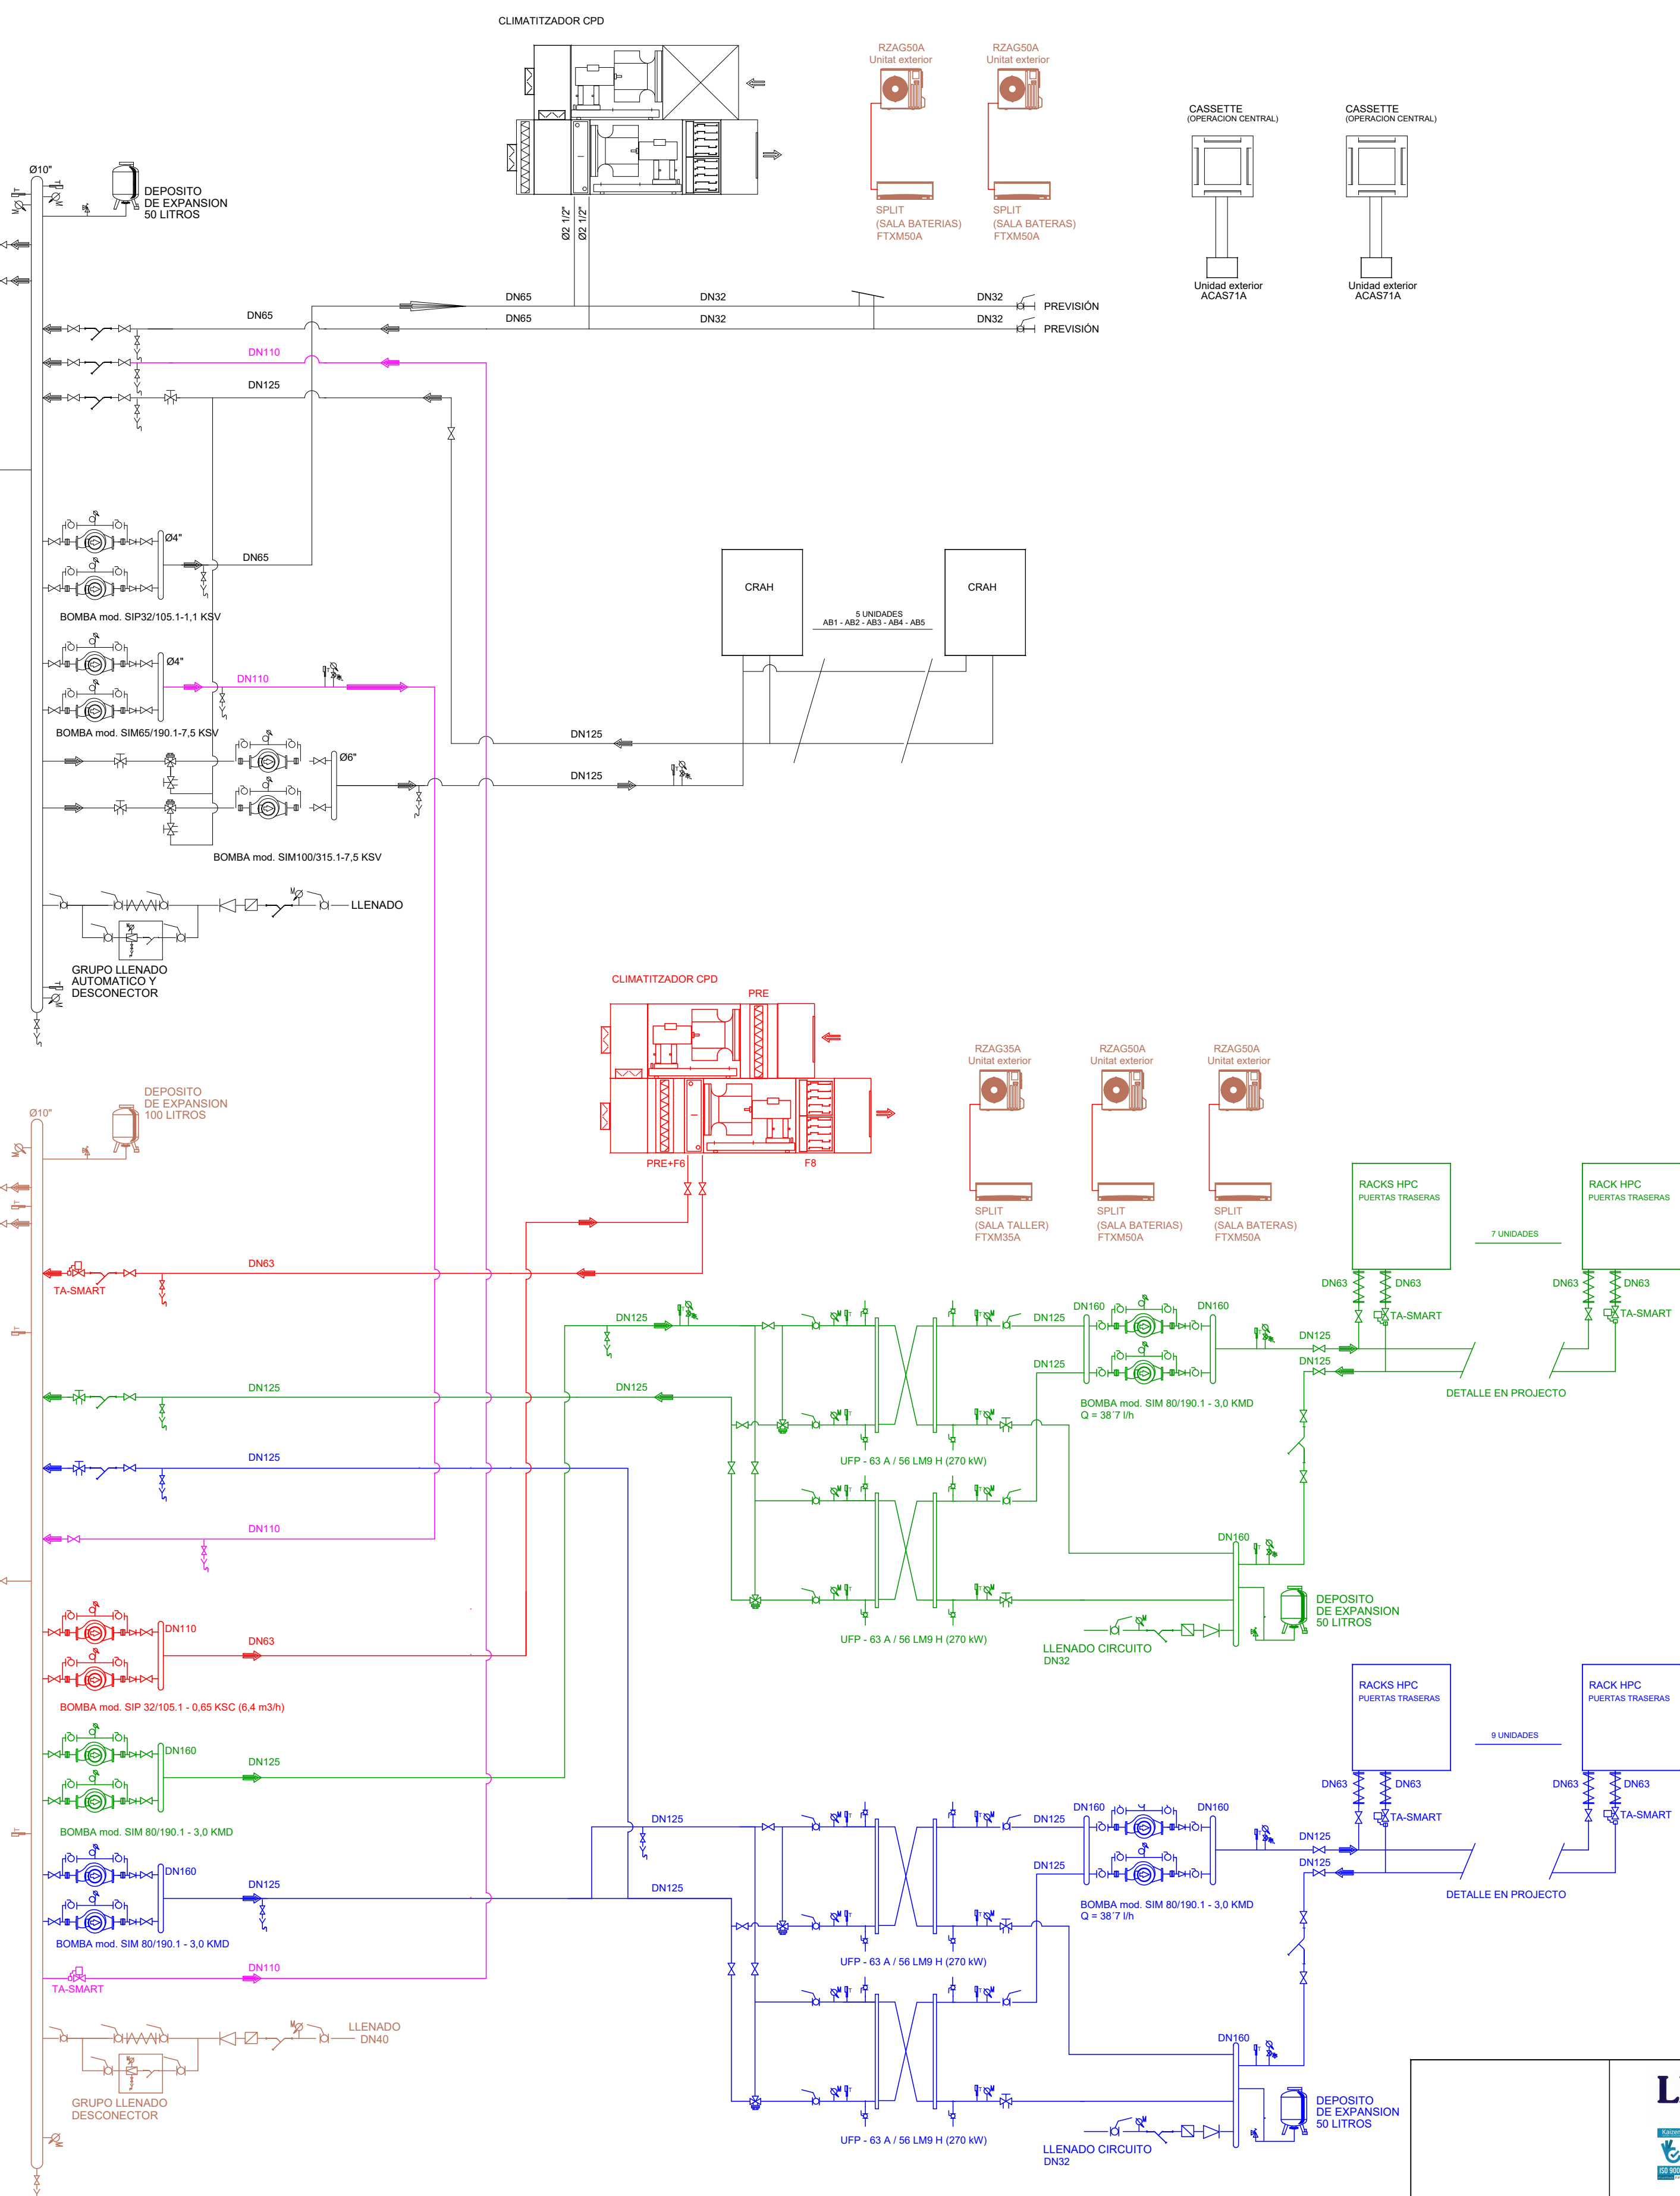 CLIMATITZADOR CPD
RZAG50A
Unitat exterior
RZAG50A
Unitat exterior
CASSETTE
(OPERACION CENTRAL)
CASSETTE
(OPERACION CENTRAL)
Ø10"
DEPOSITO
DE EXPANSION
50 LITROS
Ø2 1/2"
Ø2 1/2"
SPLIT
(SALA BATERIAS)
FTXM50A
SPLIT
(SALA BATERAS)
FTXM50A
Unidad exterior
ACAS71A
Unidad exterior
ACAS71A
DN65
DN32
DN32
PREVISIÓN
DN65
DN65
DN32
DN32
PREVISIÓN
DN110
DN125
Ø4"
DN65
BOMBA mod. SIP32/105.1-1,1 KSV
CRAH
CRAH
5 UNIDADES
AB1 - AB2 - AB3 - AB4 - AB5
Ø4"
DN110
BOMBA mod. SIM65/190.1-7,5 KSV
DN125
Ø6"
DN125
BOMBA mod. SIM100/315.1-7,5 KSV
LLENADO
GRUPO LLENADO
AUTOMATICO Y
DESCONECTOR
CLIMATITZADOR CPD
PRE
PRE+F6
F8
RZAG35A
Unitat exterior
RZAG50A
Unitat exterior
RZAG50A
Unitat exterior
DEPOSITO
DE EXPANSION
100 LITROS
Ø10"
SPLIT
(SALA TALLER)
FTXM35A
SPLIT
(SALA BATERIAS)
FTXM50A
SPLIT
(SALA BATERAS)
FTXM50A
RACKS HPC
PUERTAS TRASERAS
7 UNIDADES
RACK HPC
PUERTAS TRASERAS
DN63
TA-SMART
DN63
DN63
DN63
DN63
TA-SMART
TA-SMART
DN125
DN125
DN160
DN160
DN125
DN125
DN125
DN125
DN125
DETALLE EN PROJECTO
BOMBA mod. SIM 80/190.1 - 3,0 KMD
Q = 38´7 l/h
DN125
UFP - 63 A / 56 LM9 H (270 kW)
DN110
DN160
DEPOSITO
DE EXPANSION
50 LITROS
UFP - 63 A / 56 LM9 H (270 kW)
LLENADO CIRCUITO
DN32
DN110
DN63
BOMBA mod. SIP 32/105.1 - 0,65 KSC (6,4 m3/h)
DN160
DN125
BOMBA mod. SIM 80/190.1 - 3,0 KMD
RACKS HPC
PUERTAS TRASERAS
9 UNIDADES
RACK HPC
PUERTAS TRASERAS
DN63
DN63
DN63
DN63
TA-SMART
TA-SMART
DN125
DN125
DN160
DN160
DN125
DN125
DN125
DN125
DETALLE EN PROJECTO
BOMBA mod. SIM 80/190.1 - 3,0 KMD
Q = 38´7 l/h
DN160
DN125
BOMBA mod. SIM 80/190.1 - 3,0 KMD
DN110
TA-SMART
UFP - 63 A / 56 LM9 H (270 kW)
LLENADO
DN40
GRUPO LLENADO
DESCONECTOR
DN160
DEPOSITO
DE EXPANSION
50 LITROS
UFP - 63 A / 56 LM9 H (270 kW)
LLENADO CIRCUITO
DN32
L
Kaizen
ISO 900